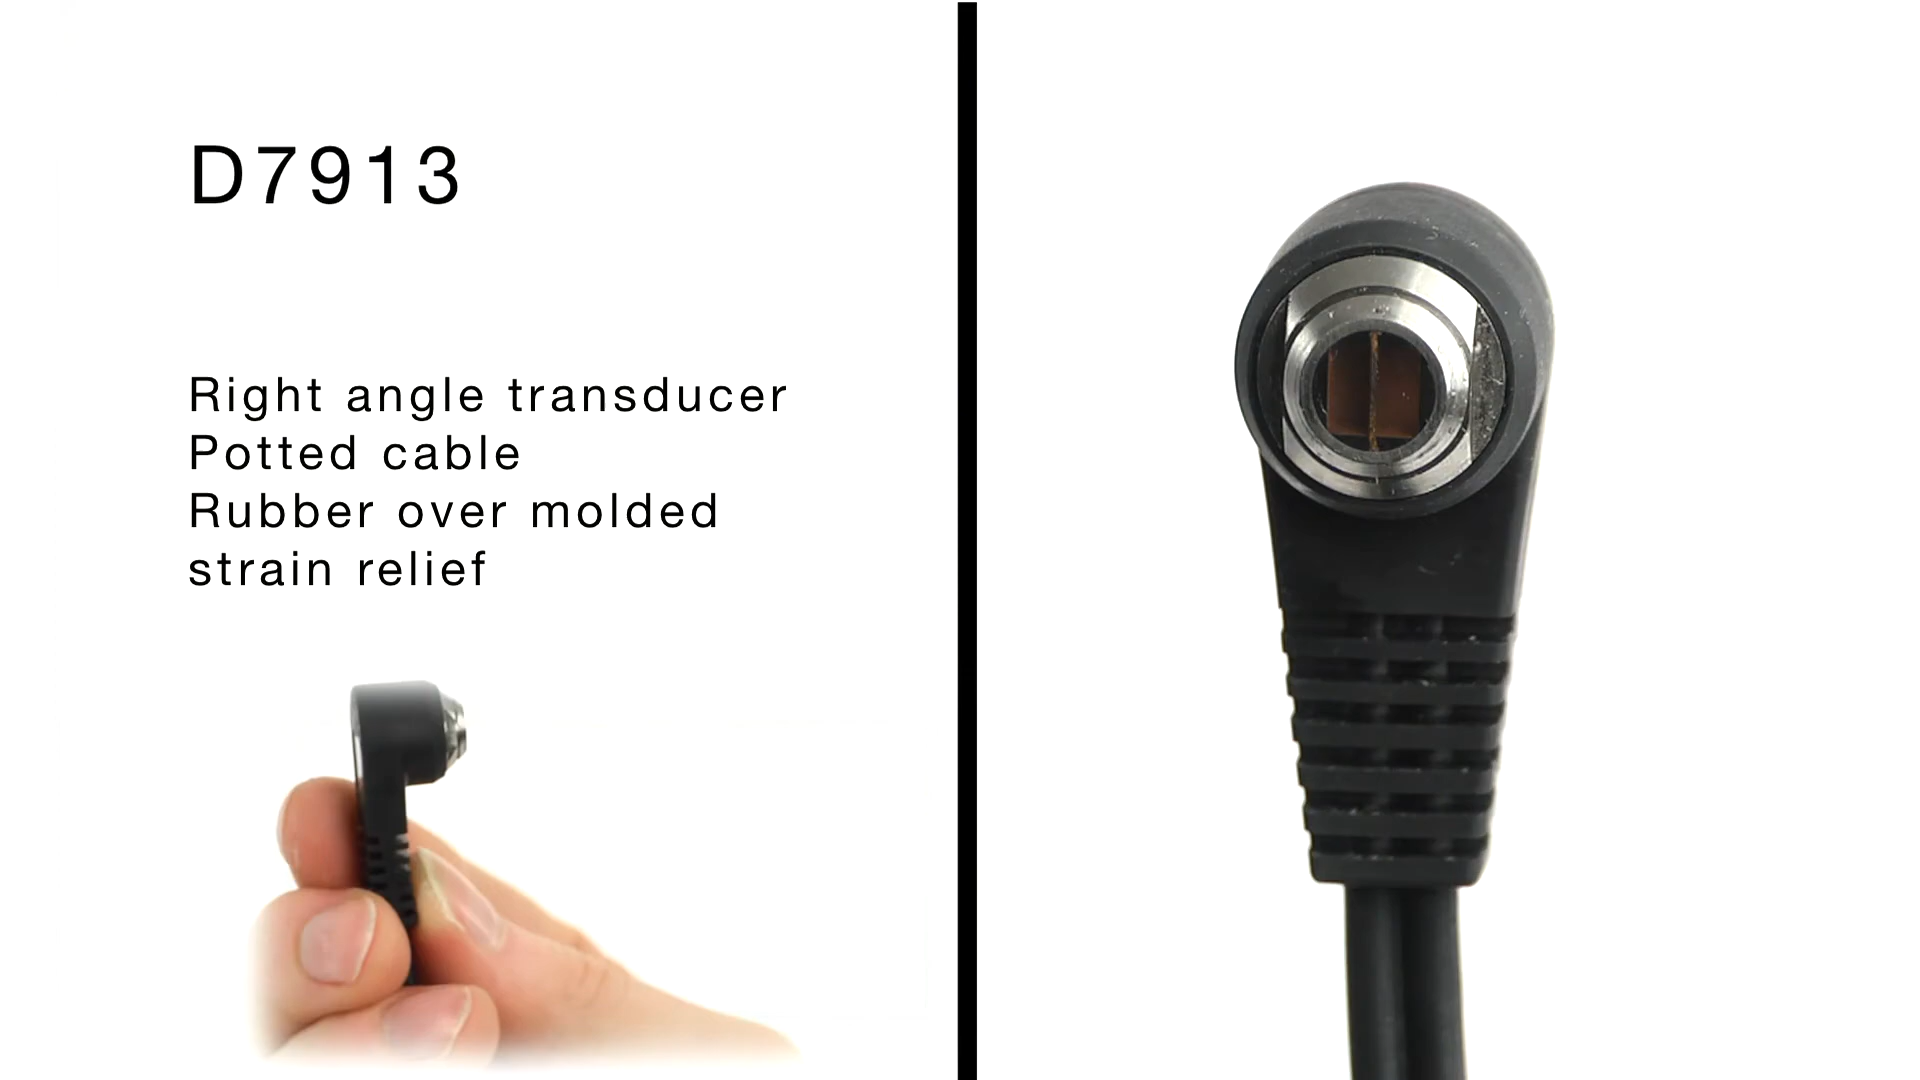 D7913
Right angle transducer
Potted cable
Rubber over molded
strain relief